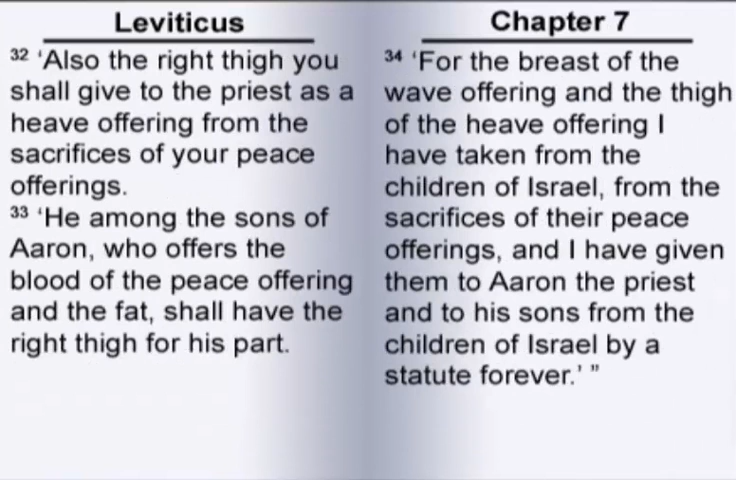 Leviticus
³² ‘Also the right thigh you
shall give to the priest as a
heave offering from the
sacrifices of your peace
offerings.
³³ ‘He among the sons of
Aaron, who offers the
blood of the peace offering
and the fat, shall have the
right thigh for his part.
Chapter 7
³⁴ ‘For the breast of the
wave offering and the thigh
of the heave offering I
have taken from the
children of Israel, from the
sacrifices of their peace
offerings, and I have given
them to Aaron the priest
and to his sons from the
children of Israel by a
statute forever.’ ”